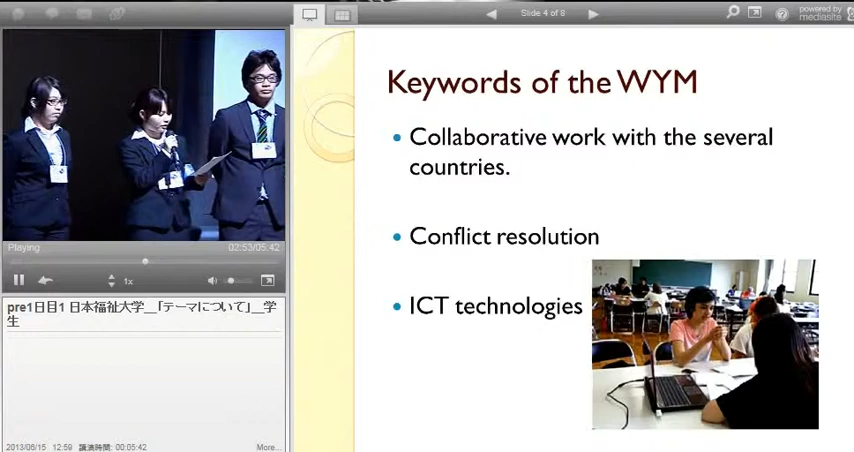 Slide 4 of 8
powered by
mediasite
Playing
02:53/05:42
1x
pre1日目1 日本福祉大学__「テーマについて」__学
生
2013/06/15 12:59 講演時間: 00:05:42
More...
Keywords of the WYM
• Collaborative work with the several
countries.
• Conflict resolution
• ICT technologies